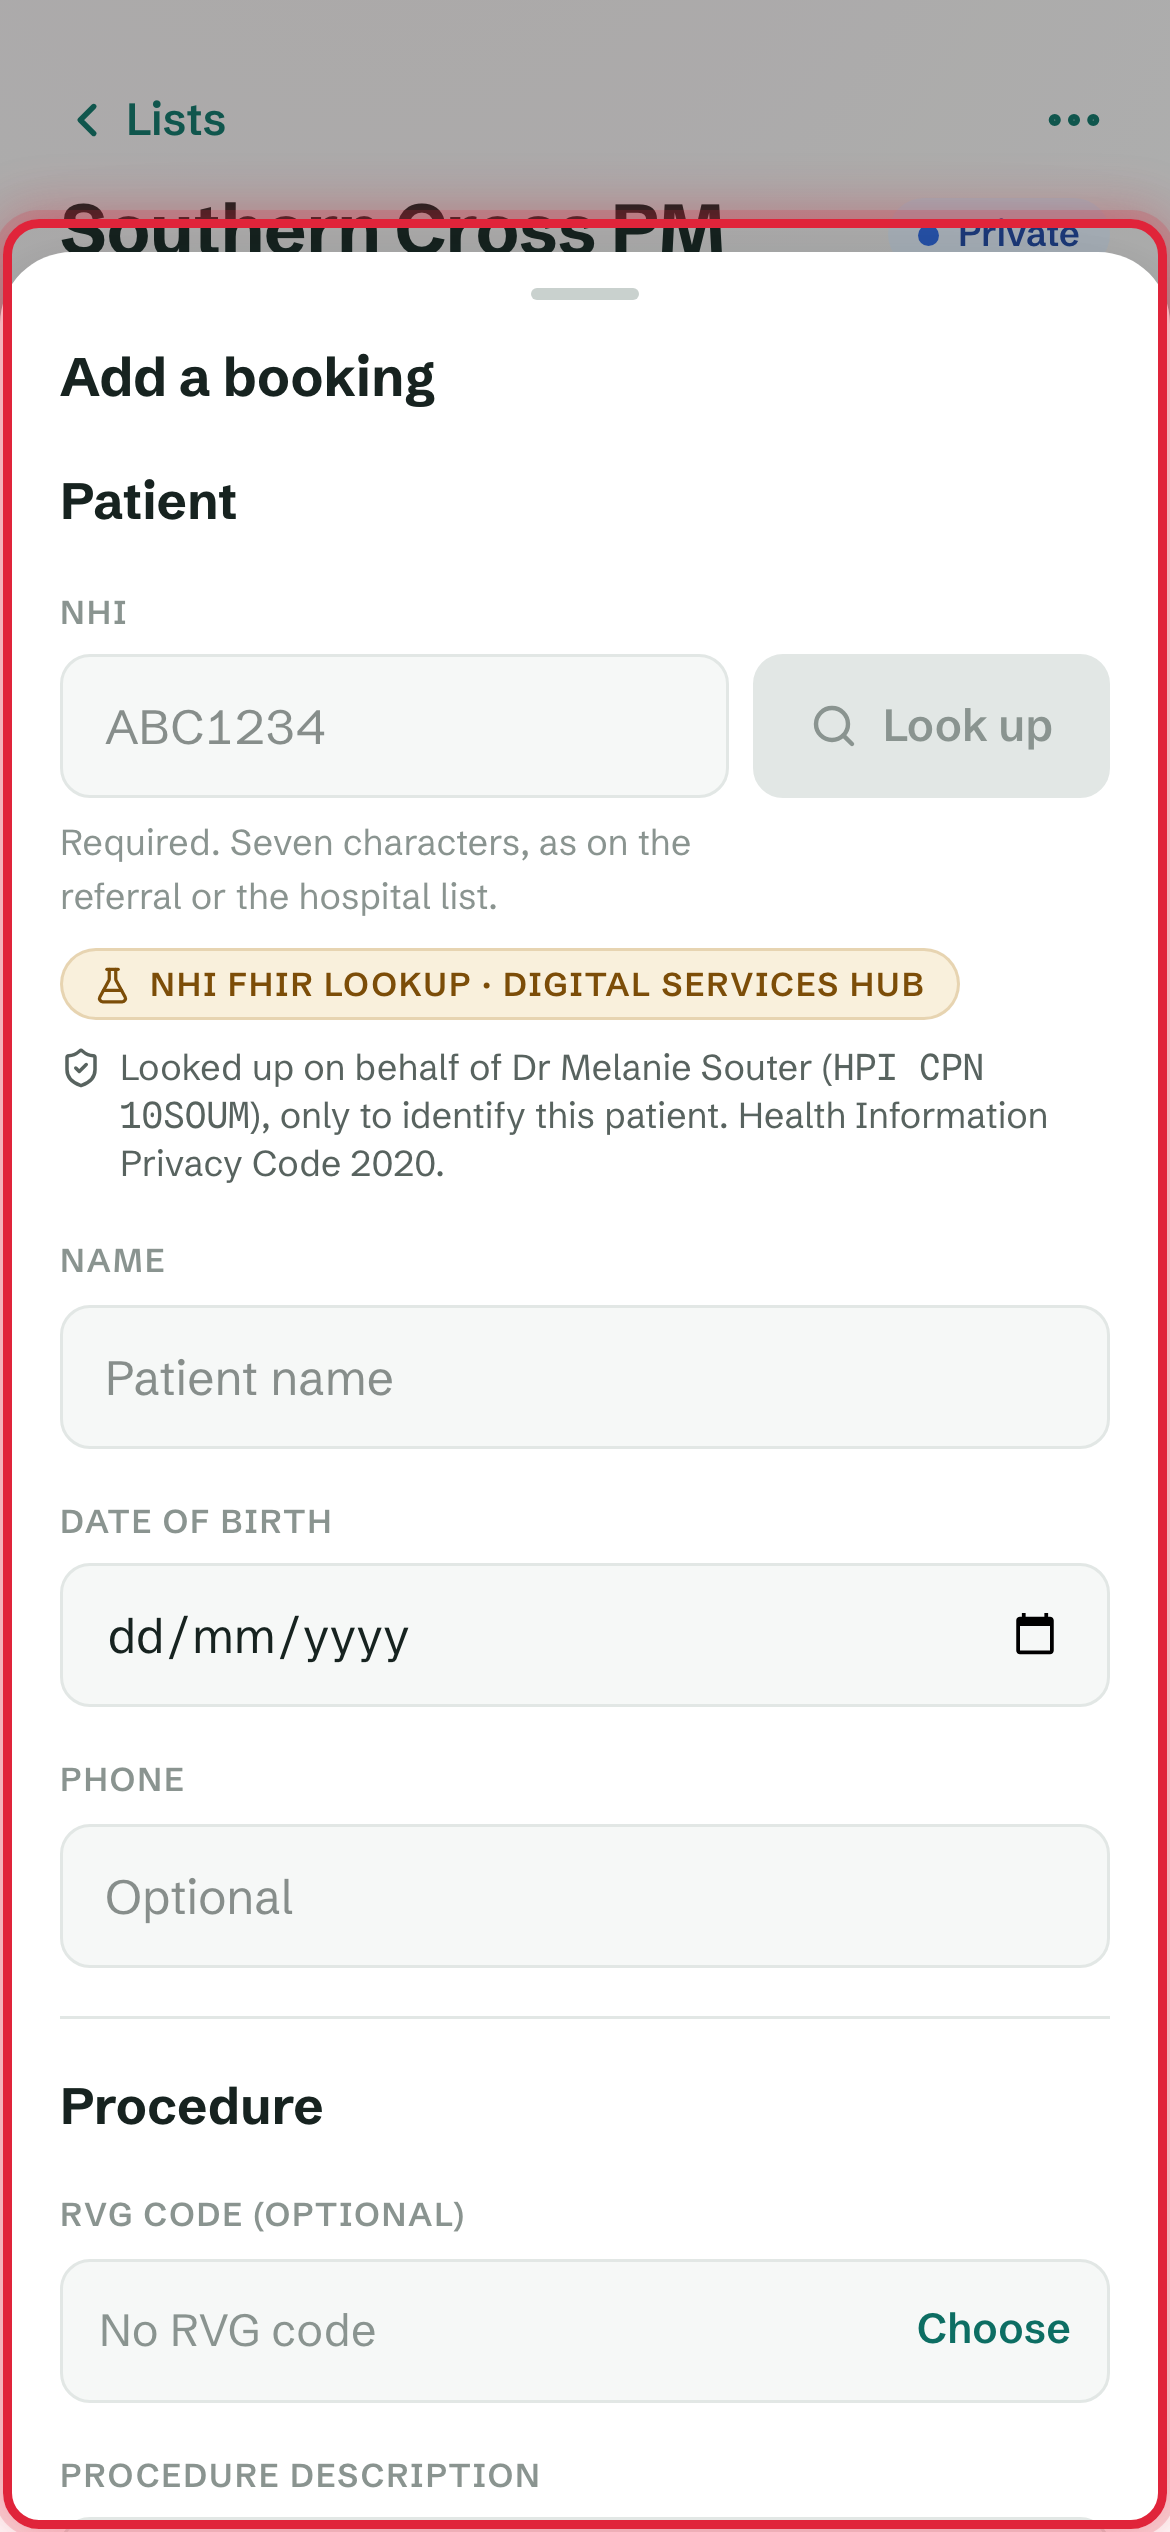 Lists
Southern Cross PM
Private
Add a booking
Patient
NHI
ABC1234
Look up
Required. Seven characters, as on the
referral or the hospital list.
NHI FHIR LOOKUP · DIGITAL SERVICES HUB
Looked up on behalf of Dr Melanie Souter (HPI CPN
10SOUM), only to identify this patient. Health Information
Privacy Code 2020.
NAME
Patient name
DATE OF BIRTH
dd/mm/yyyy
PHONE
Optional
Procedure
RVG CODE (OPTIONAL)
No RVG code
Choose
PROCEDURE DESCRIPTION